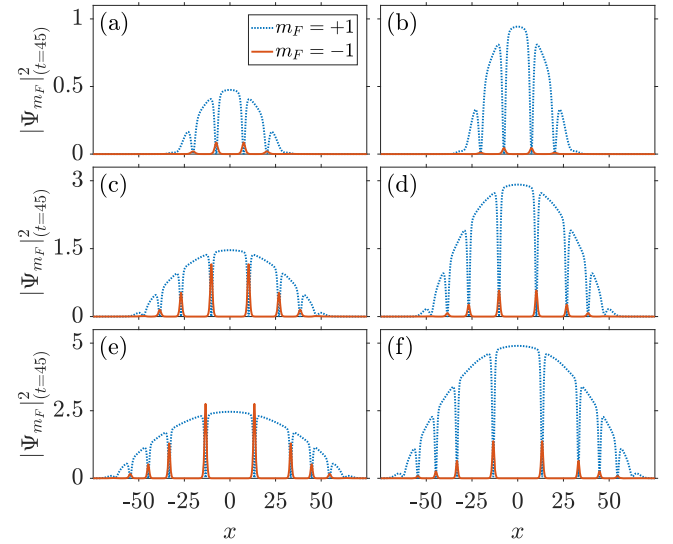 (a)
m_F = +1
m_F = −1
(b)
|Ψ_{m_F}|²_{(t=45)}
1
0.5
0
(c)
(d)
|Ψ_{m_F}|²_{(t=45)}
3
1.5
0
(e)
(f)
|Ψ_{m_F}|²_{(t=45)}
5
2.5
0
-50 -25 0 25 50
-50 -25 0 25 50
x
x